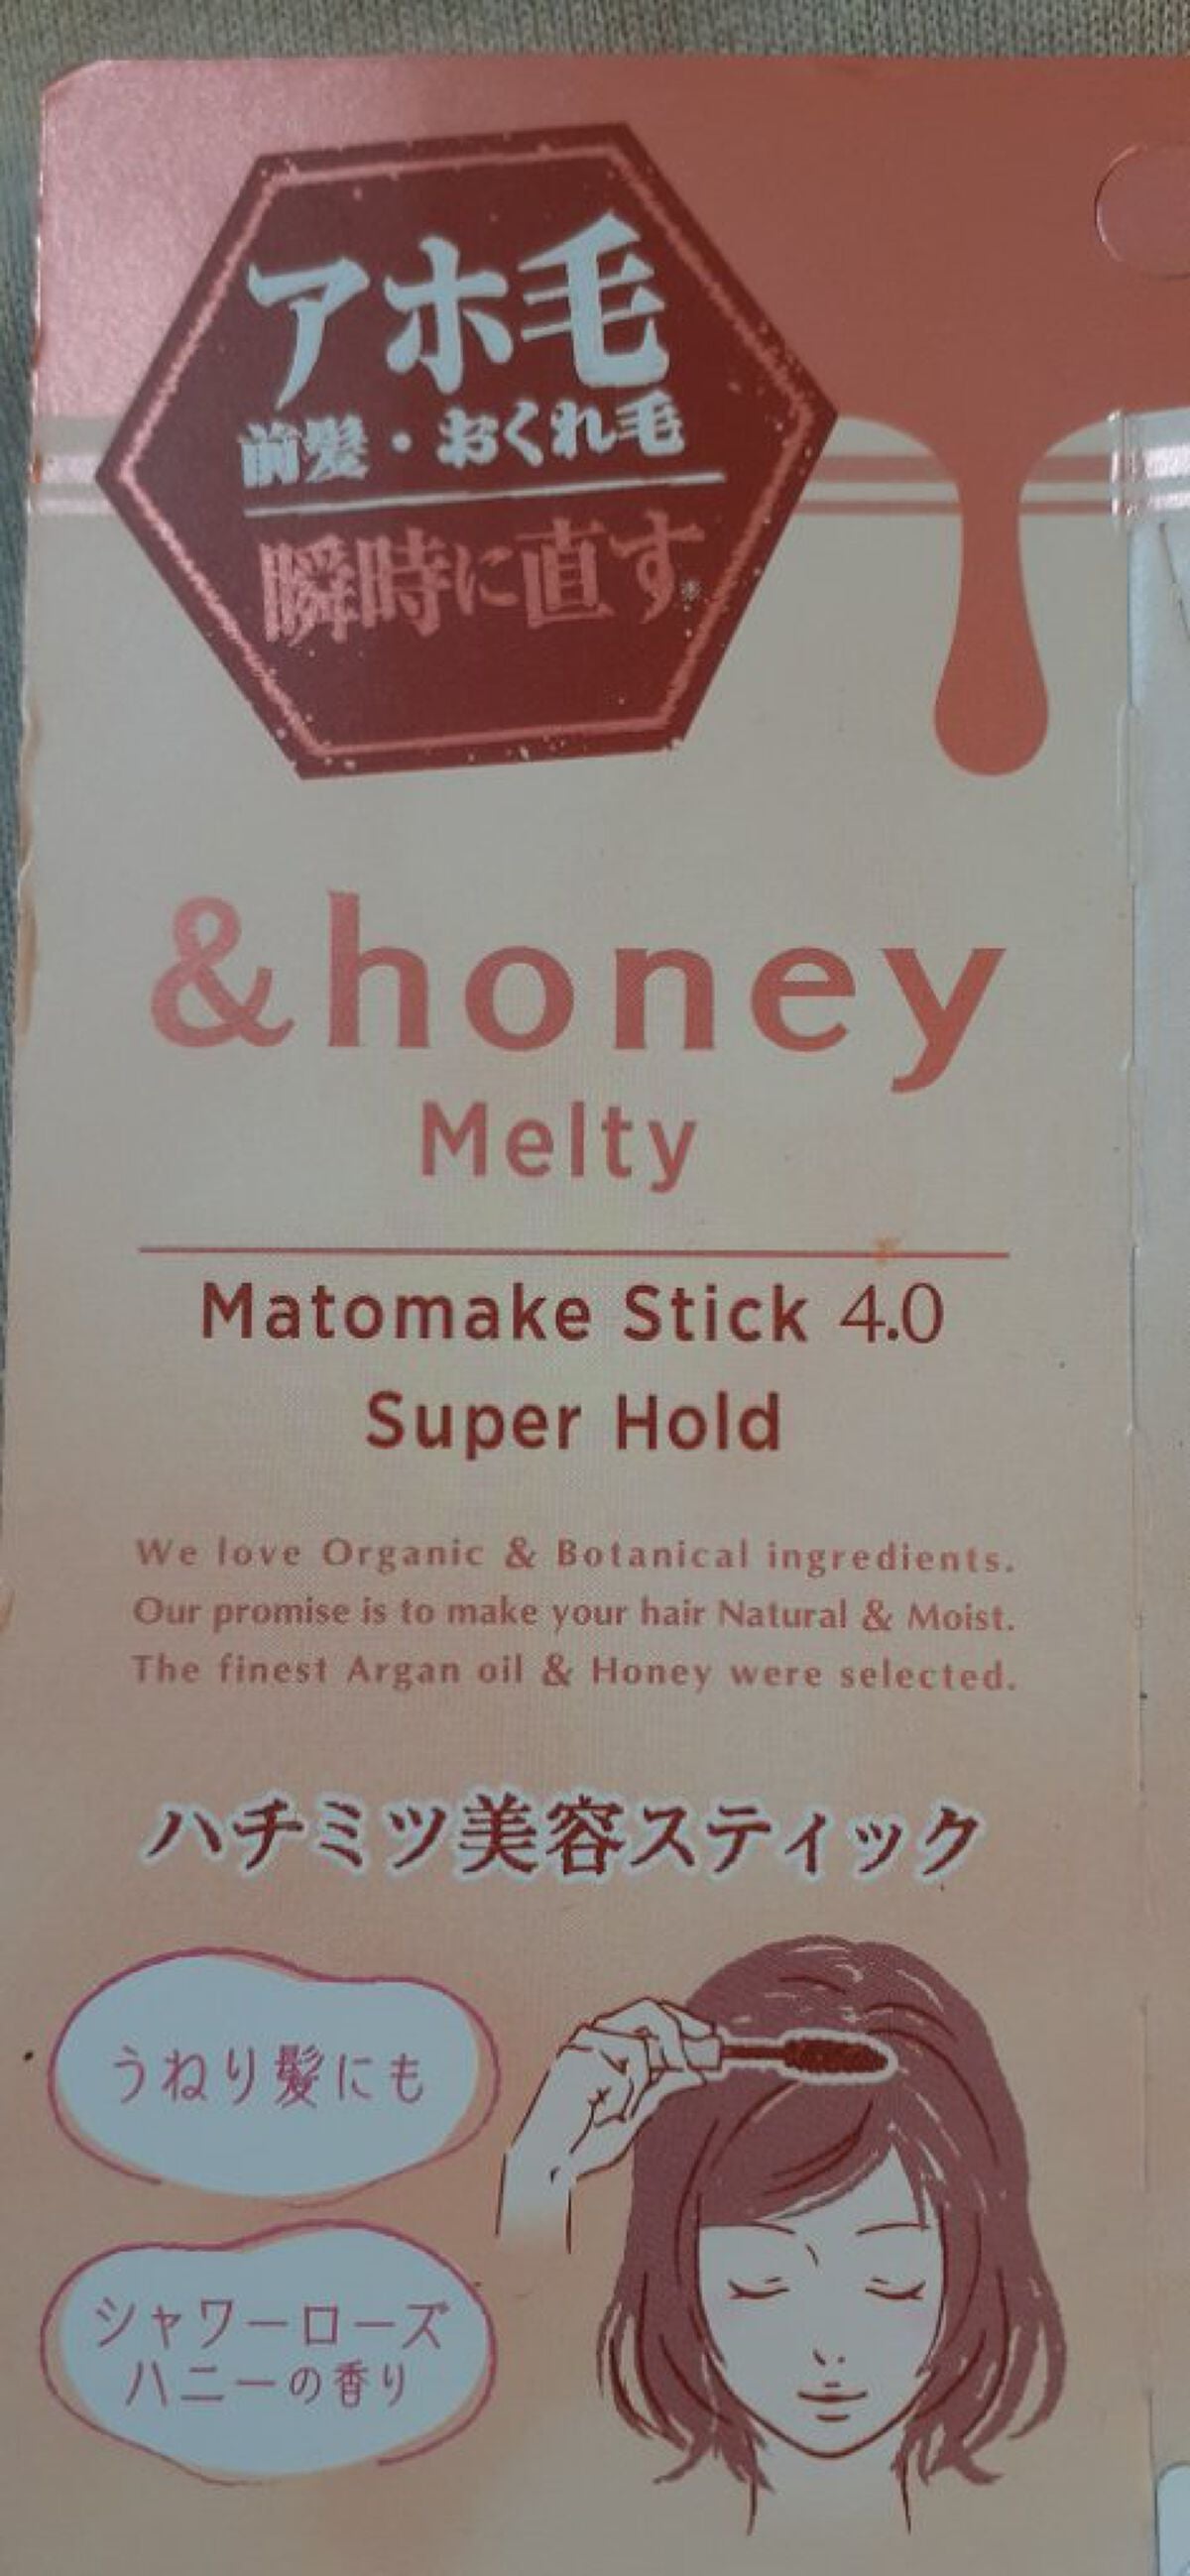 アホ毛
前髪・おくれ毛
瞬時に直す※
&honey
Melty
Matomake Stick 4.0
Super Hold
We love Organic & Botanical ingredients.
Our promise is to make your hair Natural & Moist.
The finest Argan oil & Honey were selected.
ハチミツ美容スティック
うねり髪にも
シャワーローズ
ハニーの香り